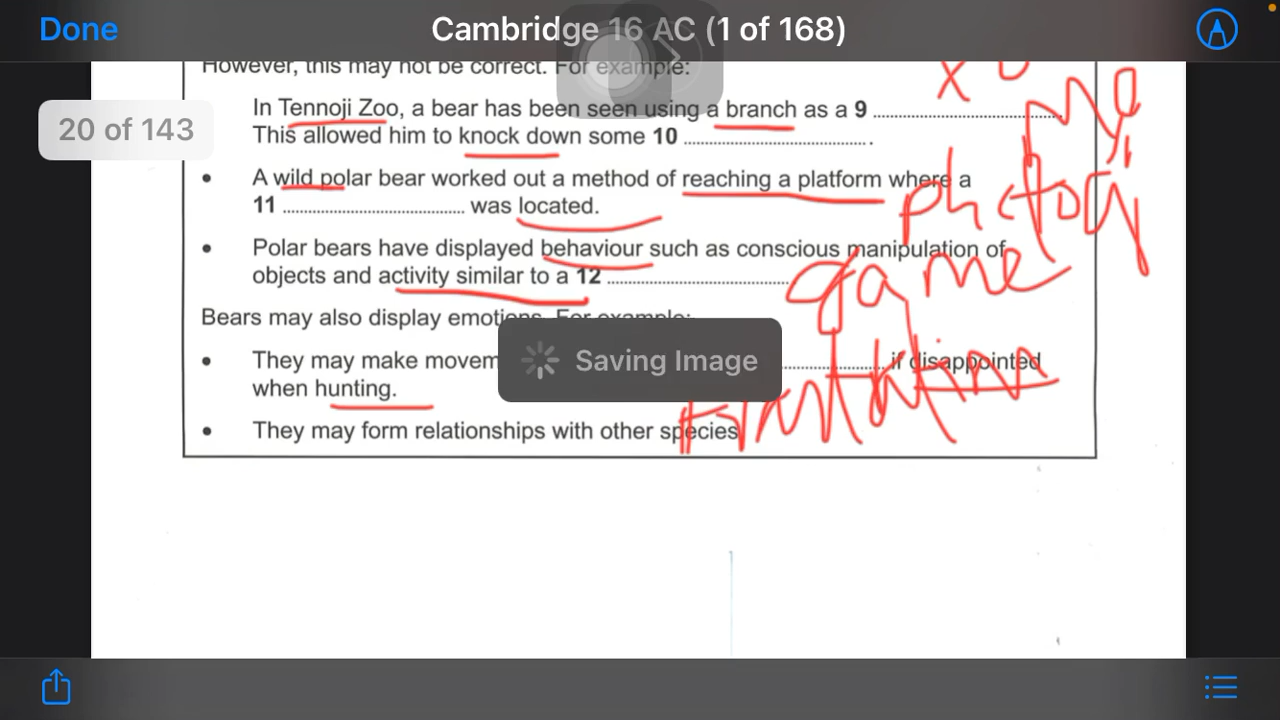 Done
Cambridge 16 AC (1 of 168)
20 of 143
However, this may not be correct. For example:
In Tennoji Zoo, a bear has been seen using a branch as a 9 ....................................
This allowed him to knock down some 10 .................................... .
• A wild polar bear worked out a method of reaching a platform where a
11 .................................... was located.
• Polar bears have displayed behaviour such as conscious manipulation of
objects and activity similar to a 12 ....................................
game
Bears may also display emotions. For example:
• They may make movem
.................... if disappointed
when hunting.
Saving Image
• They may form relationships with other species